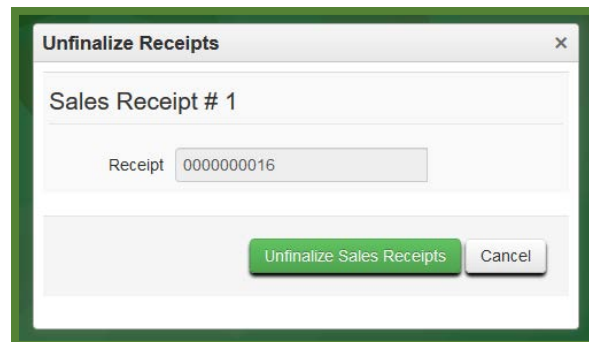 Unfinalize Receipts ×
Sales Receipt # 1
Receipt 0000000016
Unfinalize Sales Receipts Cancel